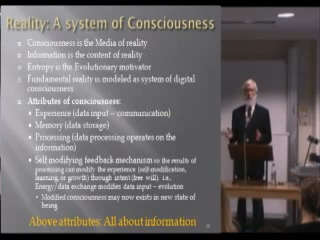 Reality: A system of Consciousness
Consciousness is the Media of reality
Information is the content of reality
Entropy is the Evolutionary motivator
Fundamental reality is modeled as system of digital
consciousness
Attributes of consciousness:
Experience (data input – communication)
Memory (data storage)
Processing (data processing operates on the
information)
Self modifying feedback mechanism so the results of
processing can modify the experience (self-modification,
learning, or growth) through intent (free will), i.e.,
Energy/data exchange modifies data input – evolution
Modified consciousness may now exists in new state of
being
Above attributes: All about information